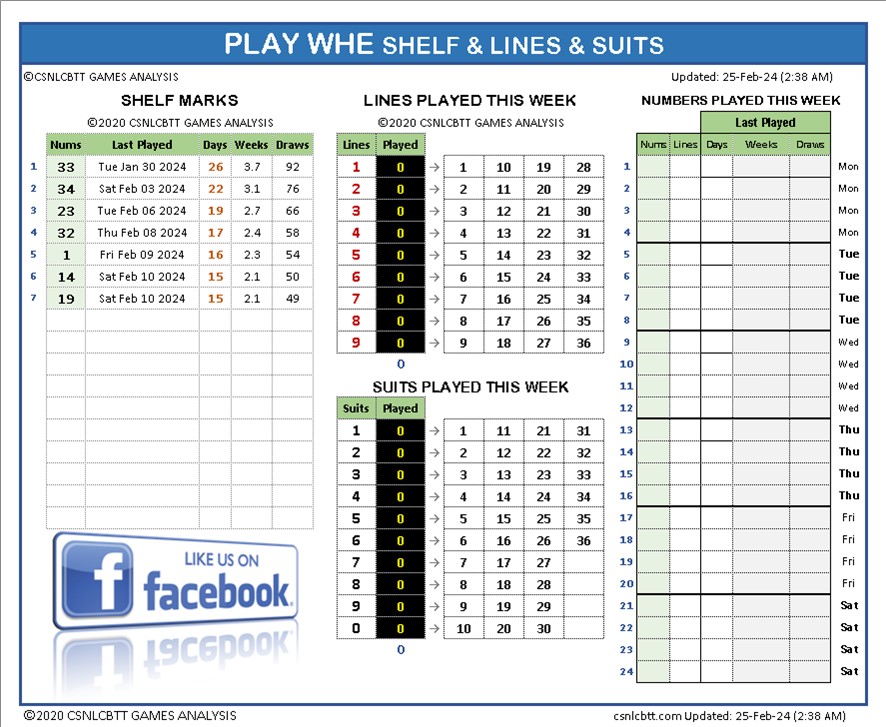 PLAY WHE SHELF & LINES & SUITS
©CSNLCBTT GAMES ANALYSIS
Updated: 25-Feb-24 (2:38 AM)
SHELF MARKS
©2020 CSNLCBTT GAMES ANALYSIS
Nums Last Played Days Weeks Draws
1 33 Tue Jan 30 2024 26 3.7 92
2 34 Sat Feb 03 2024 22 3.1 76
3 23 Tue Feb 06 2024 19 2.7 66
4 32 Thu Feb 08 2024 17 2.4 58
5 1 Fri Feb 09 2024 16 2.3 54
6 14 Sat Feb 10 2024 15 2.1 50
7 19 Sat Feb 10 2024 15 2.1 49
LIKE US ON
facebook.
LINES PLAYED THIS WEEK
©2020 CSNLCBTT GAMES ANALYSIS
Lines Played
1 0 → 1 10 19 28
2 0 → 2 11 20 29
3 0 → 3 12 21 30
4 0 → 4 13 22 31
5 0 → 5 14 23 32
6 0 → 6 15 24 33
7 0 → 7 16 25 34
8 0 → 8 17 26 35
9 0 → 9 18 27 36
0
SUITS PLAYED THIS WEEK
Suits Played
1 0 → 1 11 21 31
2 0 → 2 12 22 32
3 0 → 3 13 23 33
4 0 → 4 14 24 34
5 0 → 5 15 25 35
6 0 → 6 16 26 36
7 0 → 7 17 27
8 0 → 8 18 28
9 0 → 9 19 29
0 0 → 10 20 30
0
NUMBERS PLAYED THIS WEEK
Last Played
Nums Lines Days Weeks Draws
1 Mon
2 Mon
3 Mon
4 Mon
5 Tue
6 Tue
7 Tue
8 Tue
9 Wed
10 Wed
11 Wed
12 Wed
13 Thu
14 Thu
15 Thu
16 Thu
17 Fri
18 Fri
19 Fri
20 Fri
21 Sat
22 Sat
23 Sat
24 Sat
©2020 CSNLCBTT GAMES ANALYSIS
csnlcbtt.com Updated: 25-Feb-24 (2:38 AM)